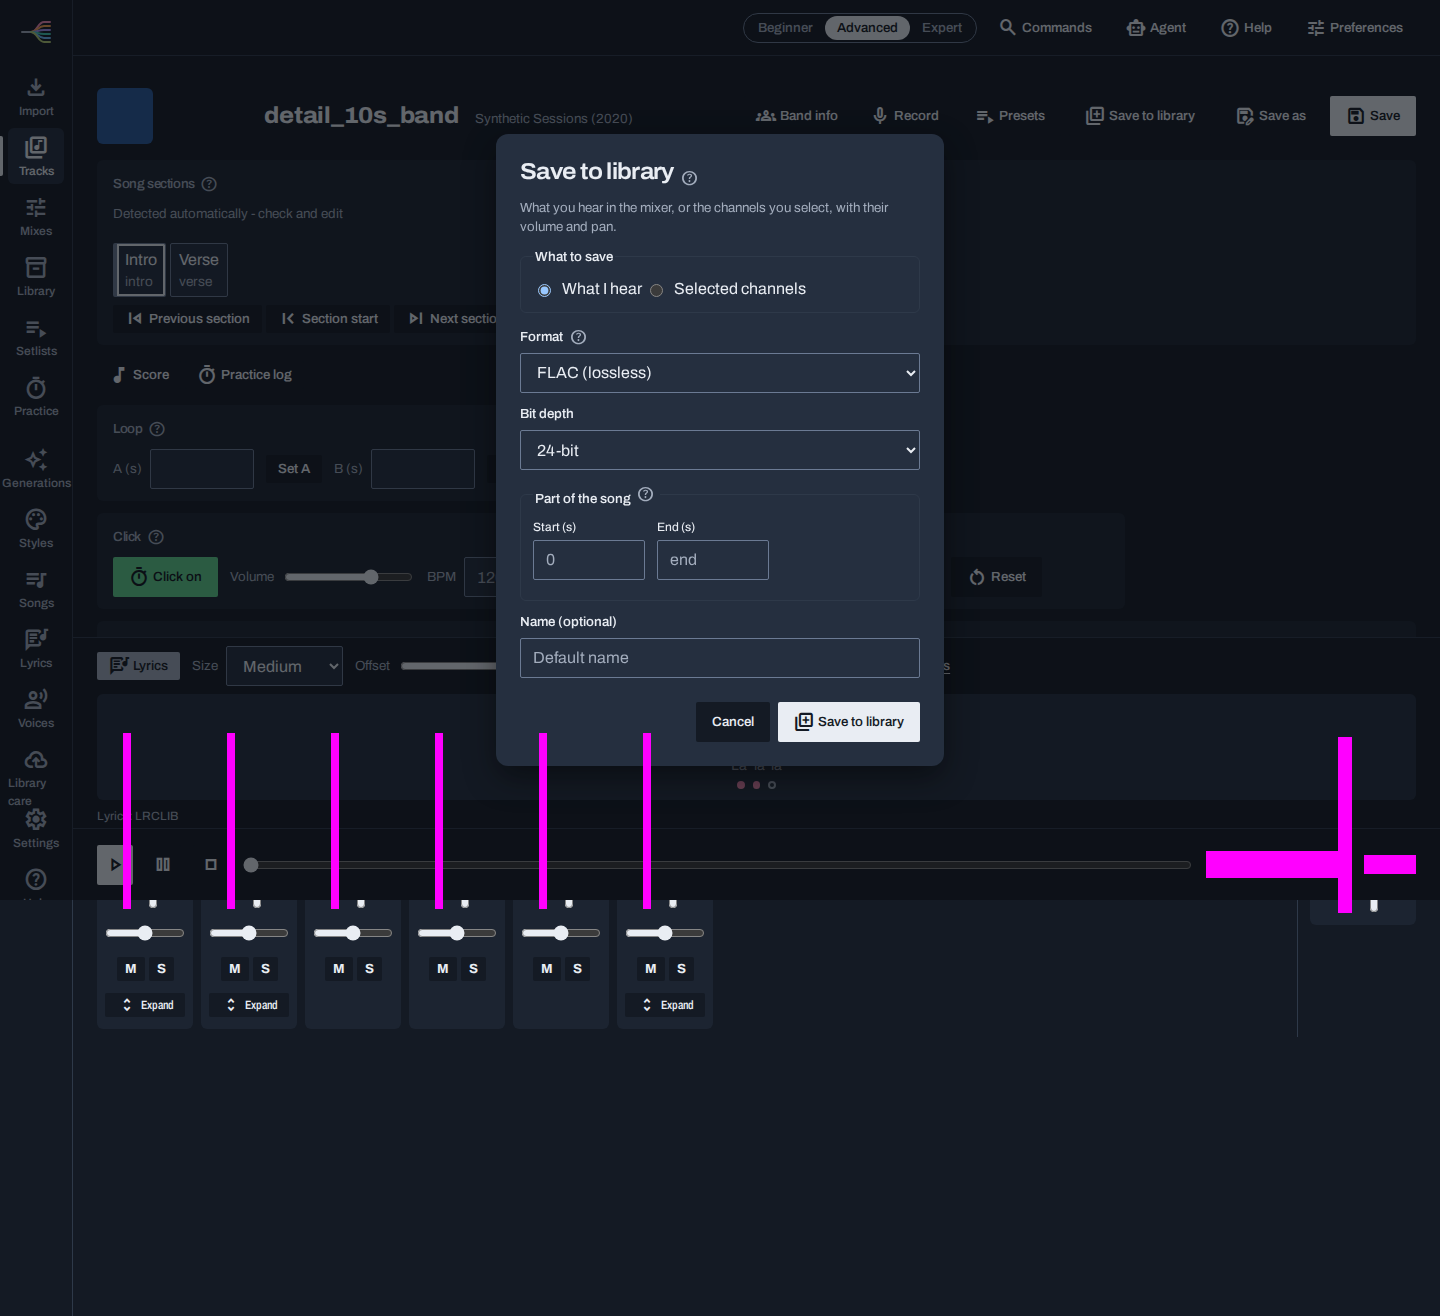 Beginner Advanced Expert Commands Agent Help Preferences
Import
Tracks
Mixes
Library
Setlists
Practice
Generations
Styles
Songs
Lyrics
Voices
Library care
Settings
detail_10s_band Synthetic Sessions (2020) Band info Record Presets Save to library Save as Save
Song sections
Detected automatically - check and edit
Intro Verse
intro verse
Previous section Section start Next sectio
Score Practice log
Loop
A (s) Set A B (s)
Click
Click on Volume BPM 12 Reset
Lyrics Size Medium Offset
Save to library
What you hear in the mixer, or the channels you select, with their
volume and pan.
What to save
What I hear Selected channels
Format
FLAC (lossless)
Bit depth
24-bit
Part of the song
Start (s) End (s)
0 end
Name (optional)
Default name
Cancel Save to library
La la la
LRCLIB
M S M S M S M S M S M S
Expand Expand Expand